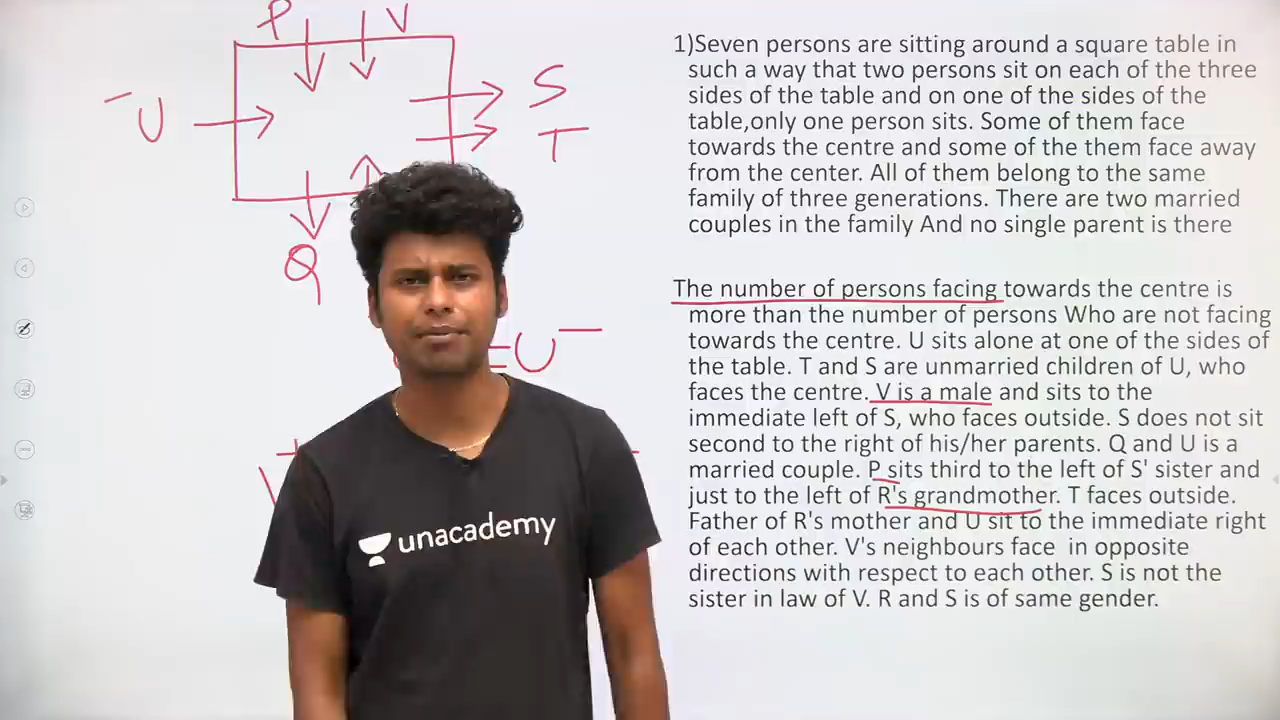 P V
1)Seven persons are sitting around a square table in
such a way that two persons sit on each of the three
S
sides of the table and on one of the sides of the
U
table,only one person sits. Some of them face
T
towards the centre and some of the them face away
from the center. All of them belong to the same
family of three generations. There are two married
couples in the family And no single parent is there
Q
The number of persons facing towards the centre is
more than the number of persons Who are not facing
towards the centre. U sits alone at one of the sides of
=U
the table. T and S are unmarried children of U, who
faces the centre. V is a male and sits to the
immediate left of S, who faces outside. S does not sit
second to the right of his/her parents. Q and U is a
married couple. P sits third to the left of S' sister and
just to the left of R's grandmother. T faces outside.
Father of R's mother and U sit to the immediate right
of each other. V's neighbours face in opposite
directions with respect to each other. S is not the
sister in law of V. R and S is of same gender.
unacademy